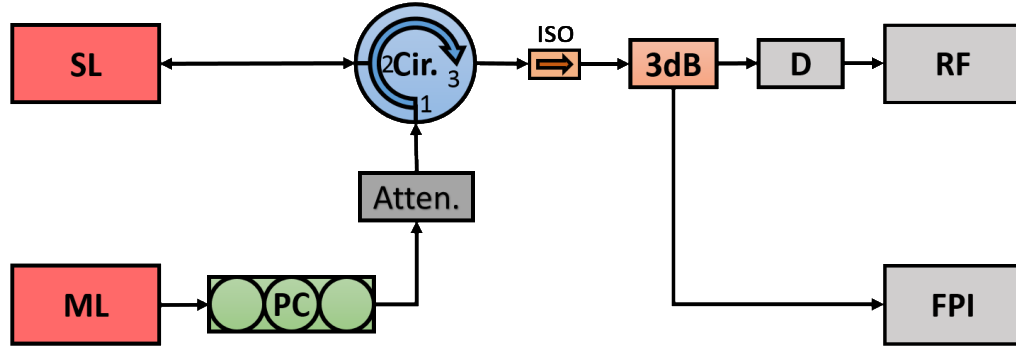 SL
2
Cir.
3
1
ISO
3dB
D
RF
Atten.
ML
PC
FPI